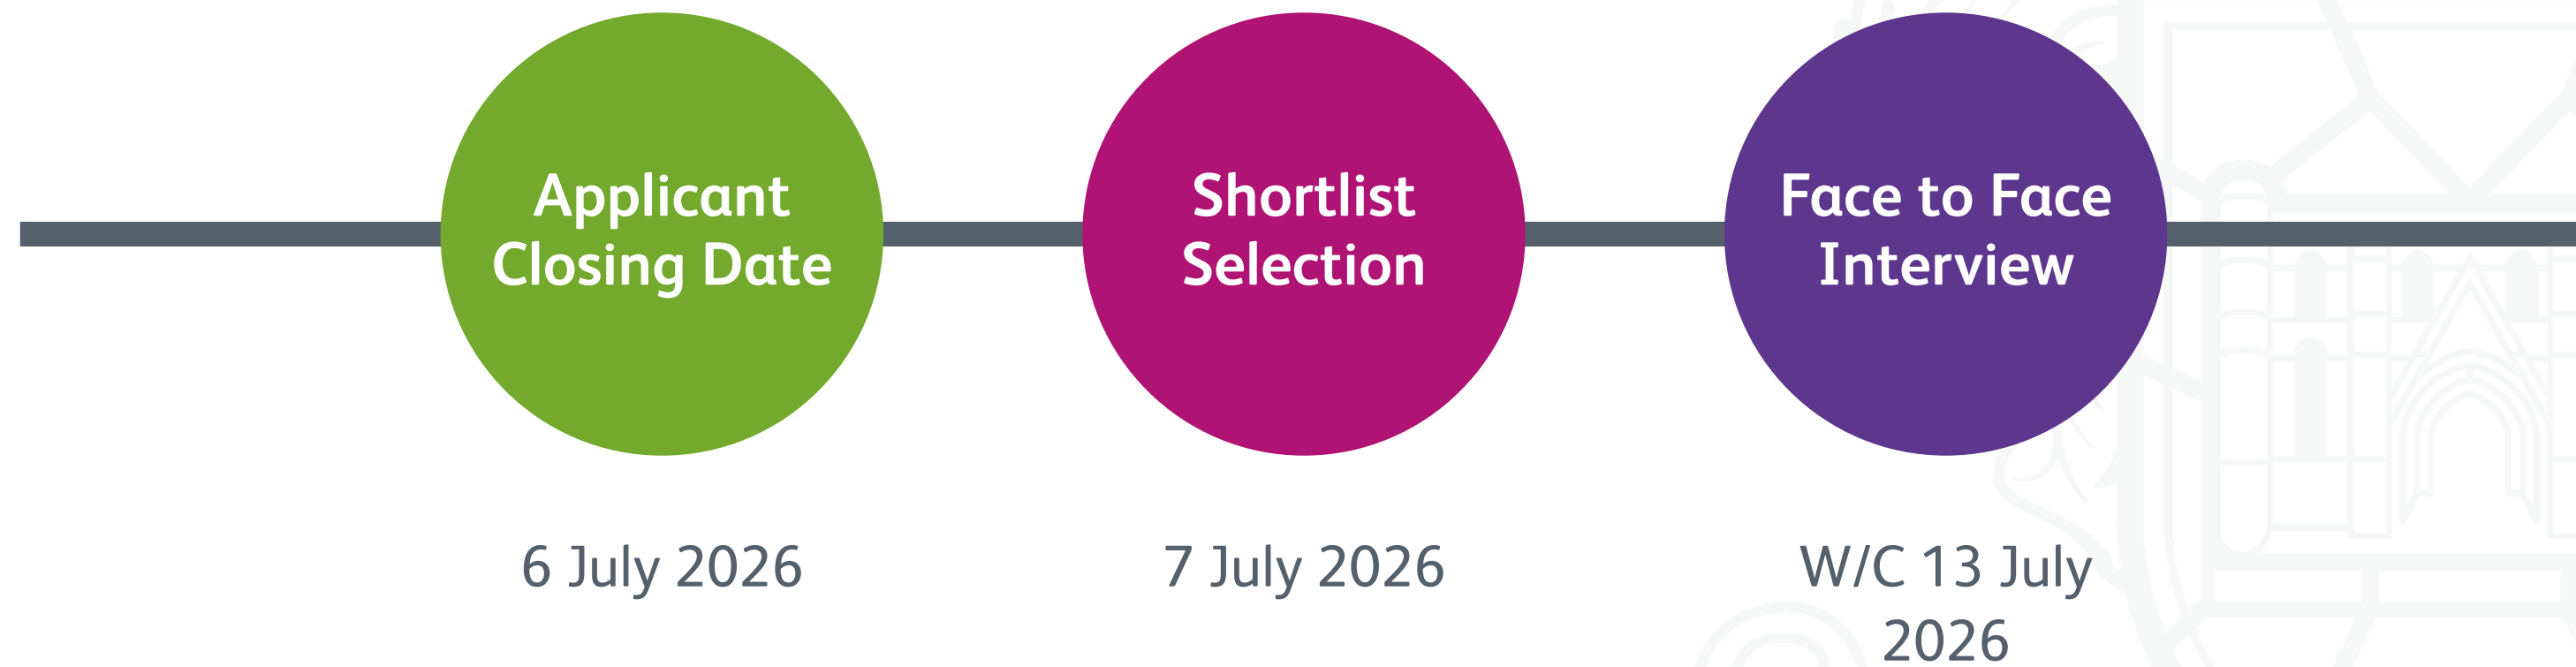 Applicant
Closing Date
Shortlist
Selection
Face to Face
Interview
6 July 2026
7 July 2026
W/C 13 July
2026